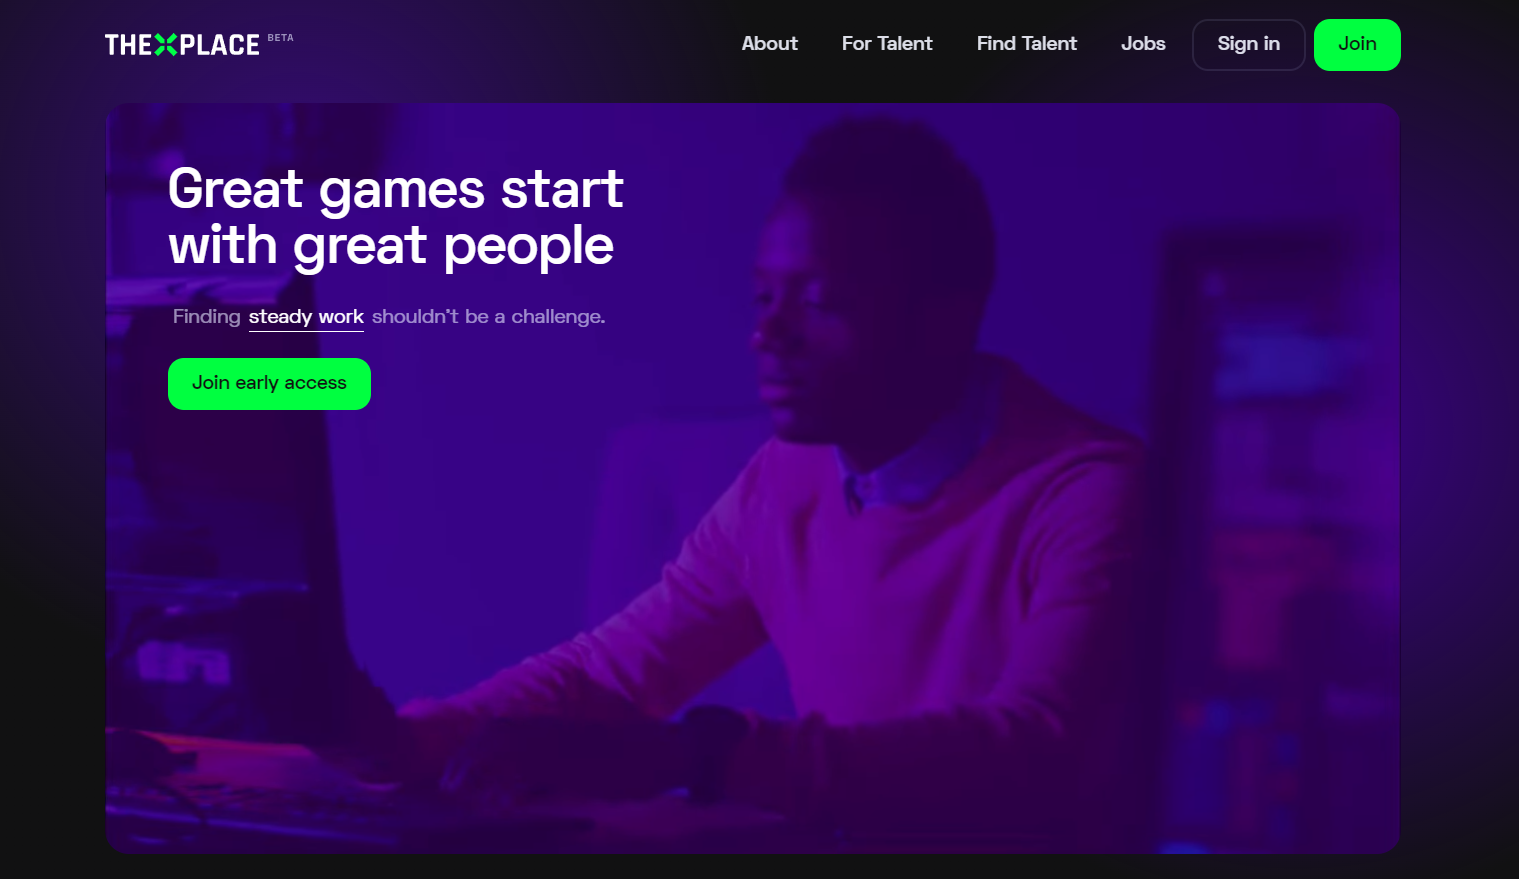 THEXPLACE BETA
About For Talent Find Talent Jobs Sign in Join
Great games start
with great people
Finding steady work shouldn't be a challenge.
Join early access